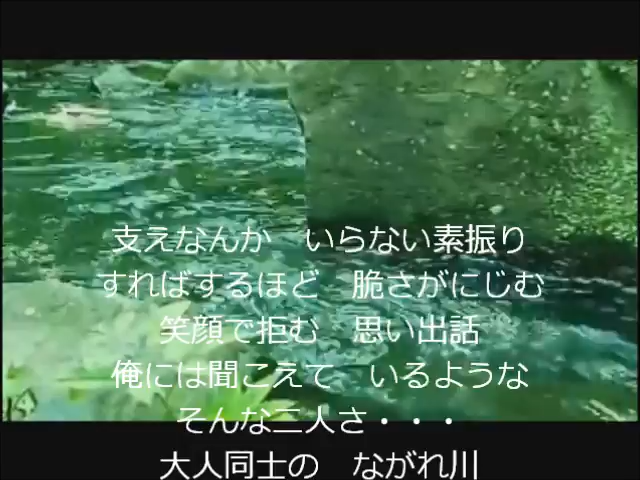 支えなんか　いらない素振り
すればするほど　脆さがにじむ
笑顔で拒む　思い出話
俺には聞こえて　いるような
そんな二人さ・・・
大人同士の　ながれ川